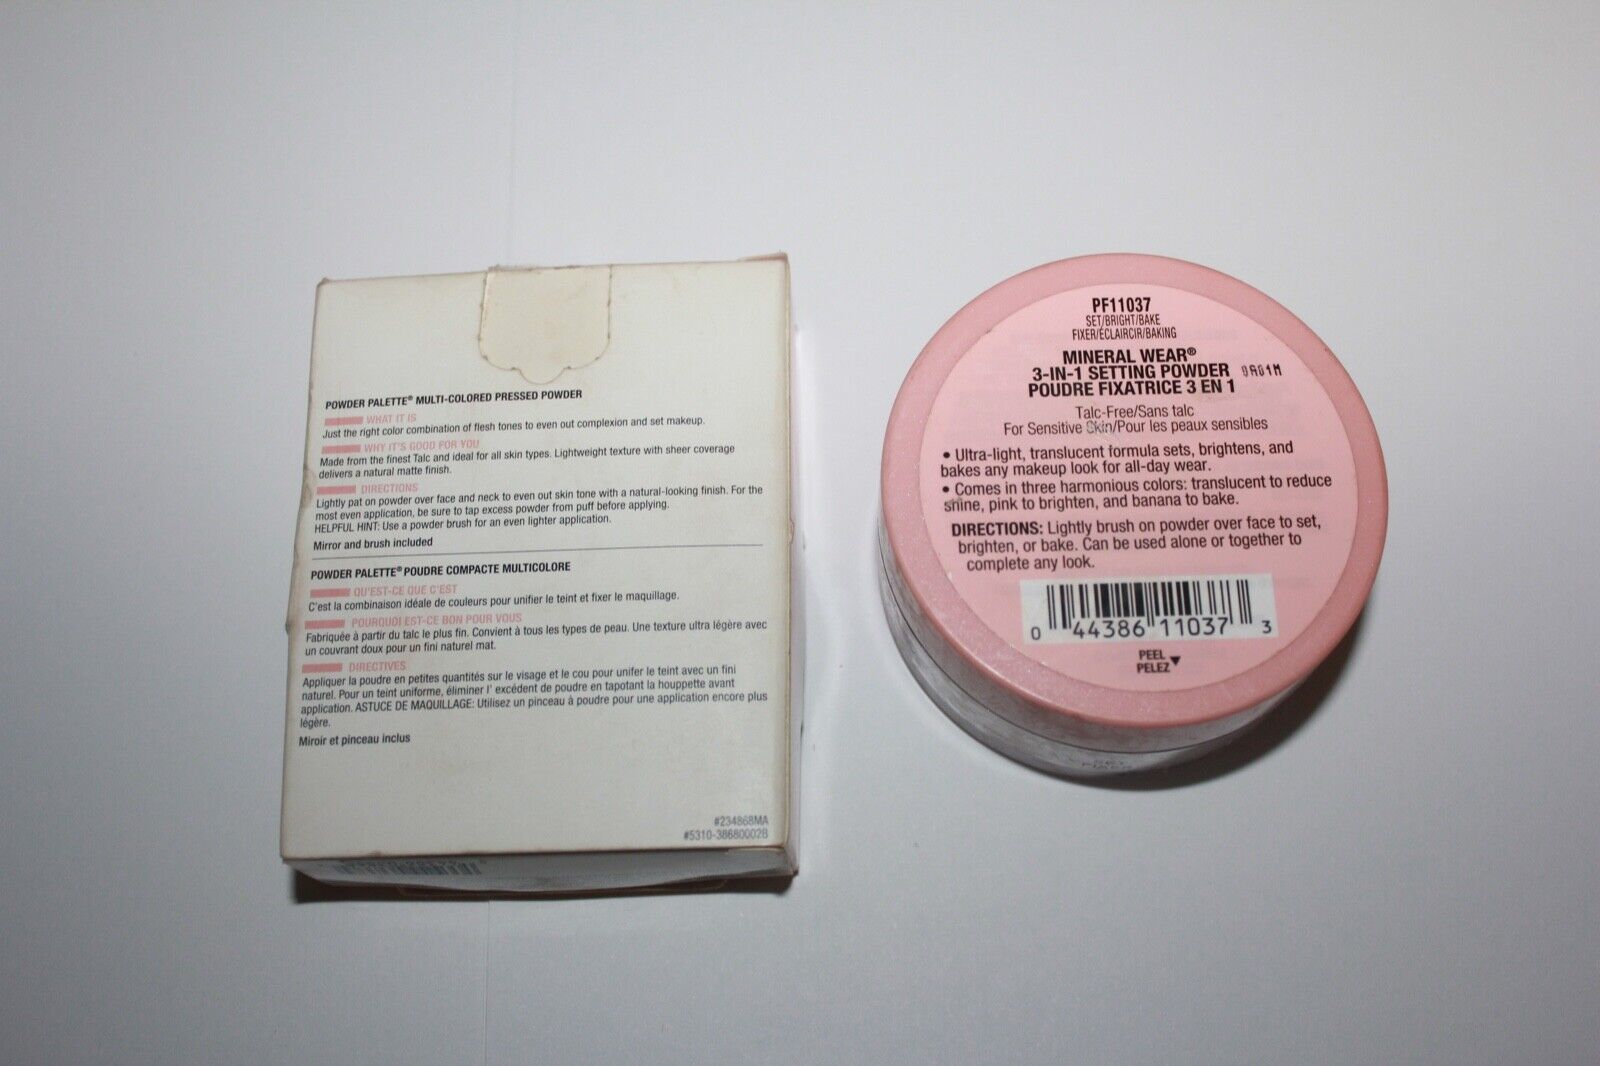 POWDER PALETTE® MULTI-COLORED PRESSED POWDER
WHAT IT IS
Just the right color combination of flesh tones to even out complexion and set makeup.
WHY IT'S GOOD FOR YOU
Made from the finest Talc and ideal for all skin types. Lightweight texture with sheer coverage
delivers a natural matte finish.
DIRECTIONS
Lightly pat on powder over face and neck to even out skin tone with a natural-looking finish. For the
most even application, be sure to tap excess powder from puff before applying.
HELPFUL HINT: Use a powder brush for an even lighter application.
Mirror and brush included
POWDER PALETTE® POUDRE COMPACTE MULTICOLORE
QU'EST-CE QUE C'EST
C'est la combinaison idéale de couleurs pour unifier le teint et fixer le maquillage.
POURQUOI EST-CE BON POUR VOUS
Fabriquée à partir du talc le plus fin. Convient à tous les types de peau. Une texture ultra légère avec
un couvrant doux pour un fini naturel mat.
DIRECTIVES
Appliquer la poudre en petites quantités sur le visage et le cou pour unifer le teint avec un fini
naturel. Pour un teint uniforme, éliminer l' excédent de poudre en tapotant la houppette avant
application. ASTUCE DE MAQUILLAGE: Utilisez un pinceau à poudre pour une application encore plus
légère.
Miroir et pinceau inclus
#234868MA
#5310-38680002B
PF11037
SET/BRIGHT/BAKE
FIXER/ÉCLAIRCIR/BAKING
MINERAL WEAR®
3-IN-1 SETTING POWDER
POUDRE FIXATRICE 3 EN 1
Talc-Free/Sans talc
For Sensitive Skin/Pour les peaux sensibles
• Ultra-light, translucent formula sets, brightens, and
bakes any makeup look for all-day wear.
• Comes in three harmonious colors: translucent to reduce
shine, pink to brighten, and banana to bake.
DIRECTIONS: Lightly brush on powder over face to set,
brighten, or bake. Can be used alone or together to
complete any look.
0 44386 11037 3
PEEL
PELEZ